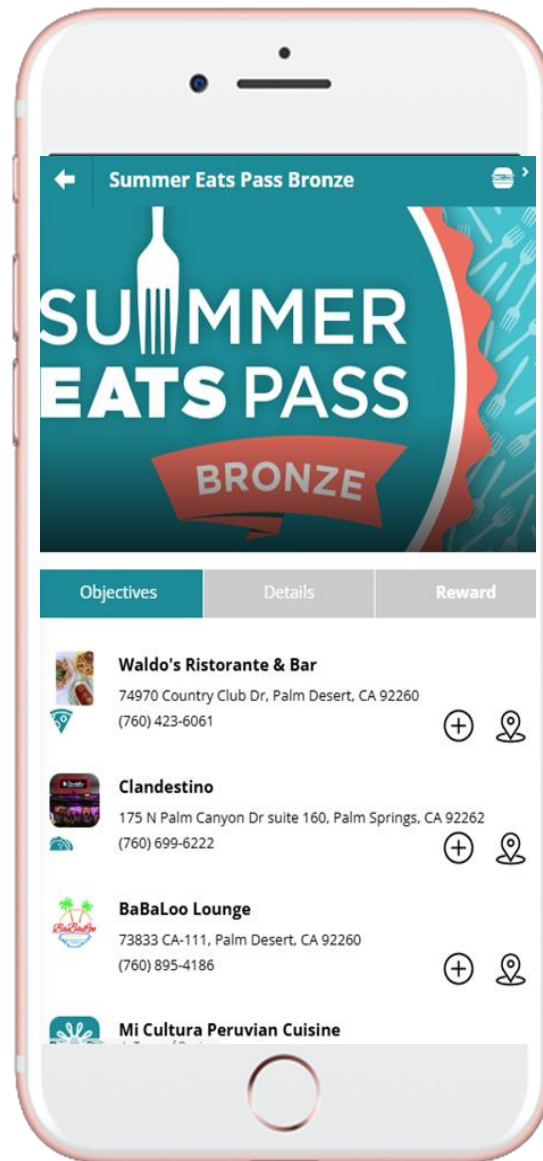 Summer Eats Pass Bronze
SUMMER
EATS PASS
BRONZE
Objectives Details Reward
Waldo's Ristorante & Bar
74970 Country Club Dr, Palm Desert, CA 92260
(760) 423-6061
Clandestino
175 N Palm Canyon Dr suite 160, Palm Springs, CA 92262
(760) 699-6222
BaBaLoo
BaBaLoo Lounge
73833 CA-111, Palm Desert, CA 92260
(760) 895-4186
Mi Cultura Peruvian Cuisine